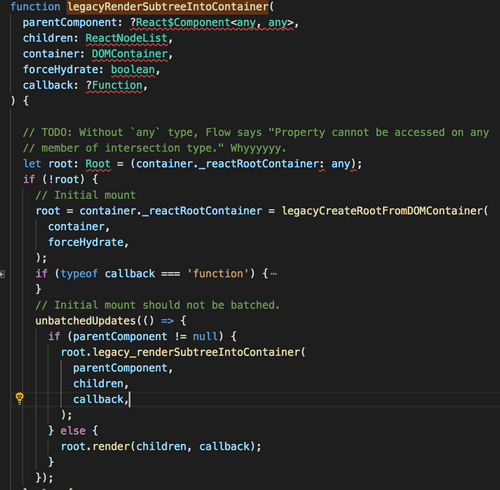 function legacyRenderSubtreeIntoContainer(
  parentComponent: ?React$Component<any, any>,
  children: ReactNodeList,
  container: DOMContainer,
  forceHydrate: boolean,
  callback: ?Function,
) {
  // TODO: Without `any` type, Flow says "Property cannot be accessed on any
  // member of intersection type." Whyyyyyy.
  let root: Root = (container._reactRootContainer: any);
  if (!root) {
    // Initial mount
    root = container._reactRootContainer = legacyCreateRootFromDOMContainer(
      container,
      forceHydrate,
    );
    if (typeof callback === 'function') {⋯
    }
    // Initial mount should not be batched.
    unbatchedUpdates(() => {
      if (parentComponent != null) {
        root.legacy_renderSubtreeIntoContainer(
          parentComponent,
          children,
          callback,
        );
      } else {
        root.render(children, callback);
      }
    });